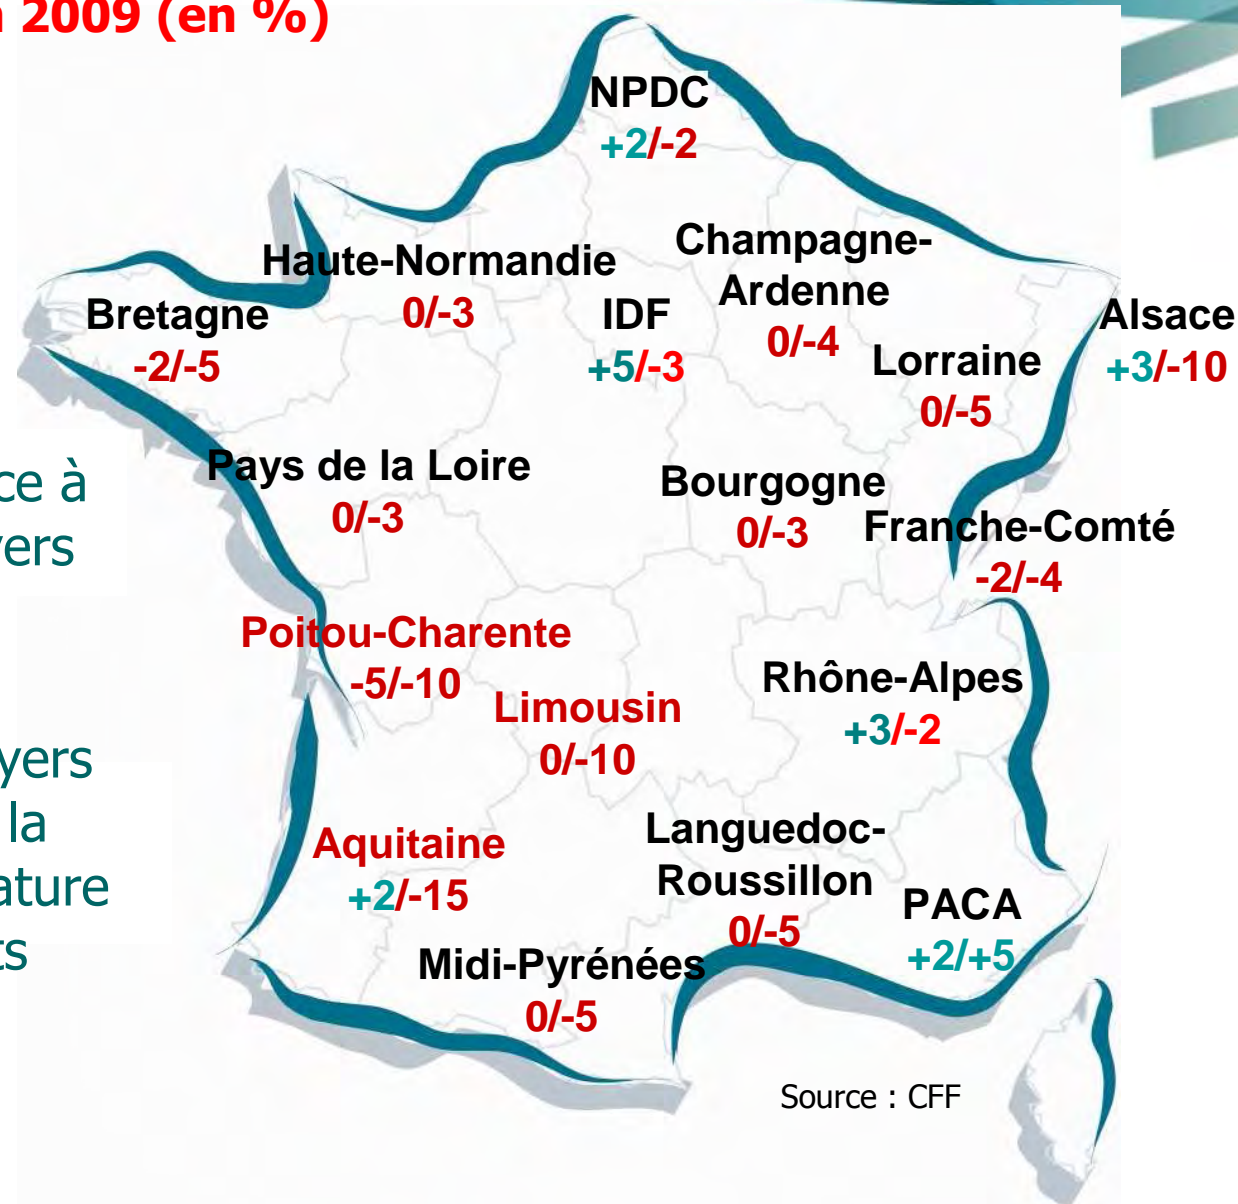 2009 (en %)
NPDC
+2/-2
Champagne-
Ardenne
0/-4
Haute-Normandie
0/-3
IDF
+5/-3
Bretagne
-2/-5
Alsace
+3/-10
Lorraine
0/-5
Pays de la Loire
0/-3
Bourgogne
0/-3
Franche-Comté
-2/-4
ce à
yers
Poitou-Charente
-5/-10
Limousin
0/-10
Rhône-Alpes
+3/-2
yers
la
ature
ts
Aquitaine
+2/-15
Languedoc-
Roussillon
0/-5
PACA
+2/+5
Midi-Pyrénées
0/-5
Source : CFF